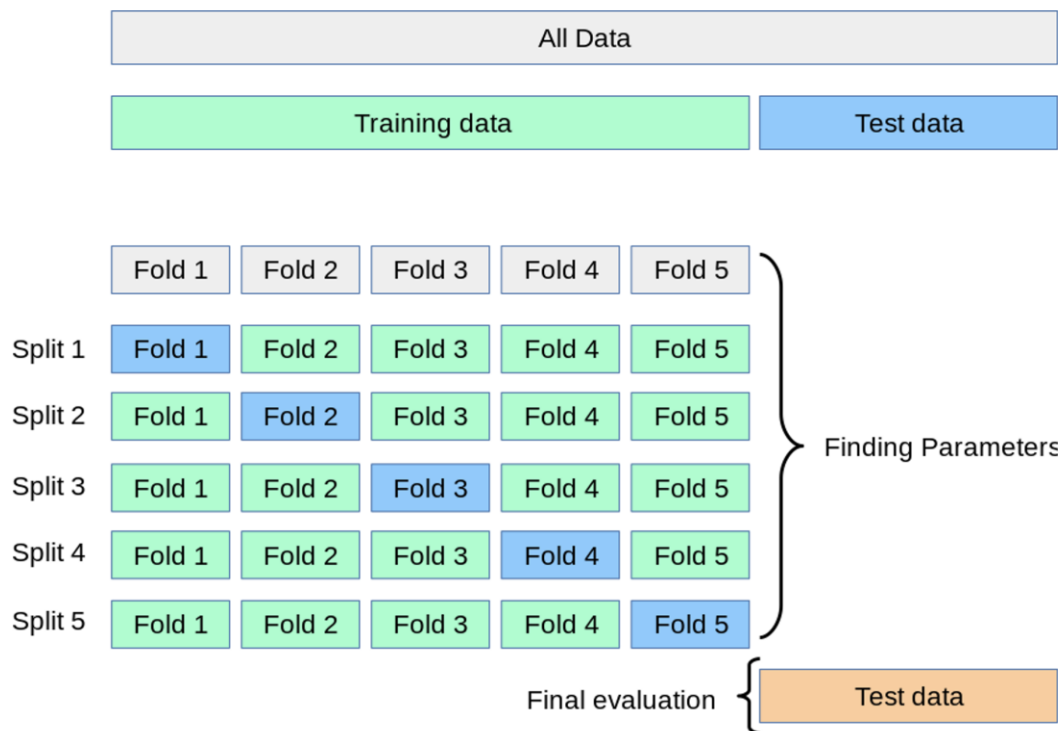 All Data
Training data Test data
Fold 1 Fold 2 Fold 3 Fold 4 Fold 5
Split 1 Fold 1 Fold 2 Fold 3 Fold 4 Fold 5
Split 2 Fold 1 Fold 2 Fold 3 Fold 4 Fold 5
Finding Parameters
Split 3 Fold 1 Fold 2 Fold 3 Fold 4 Fold 5
Split 4 Fold 1 Fold 2 Fold 3 Fold 4 Fold 5
Split 5 Fold 1 Fold 2 Fold 3 Fold 4 Fold 5
Final evaluation Test data